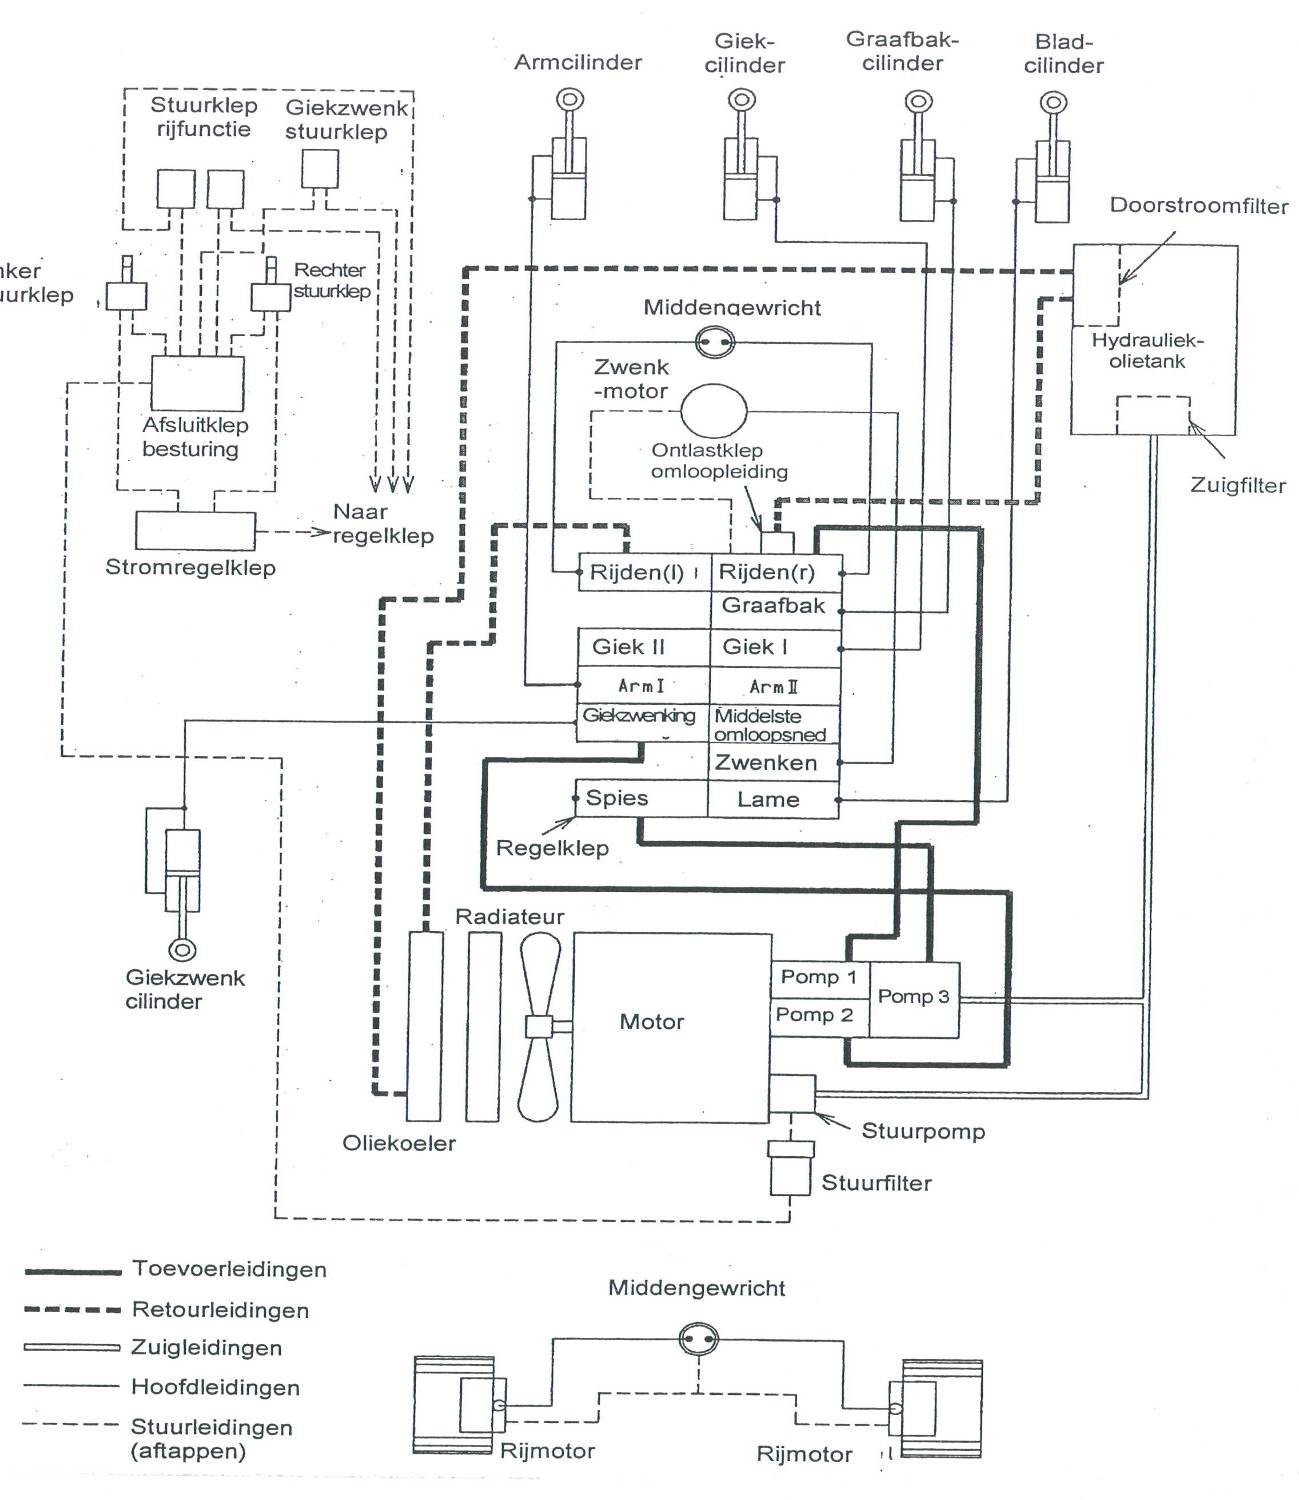 Armcilinder
Giek-
cilinder
Graafbak-
cilinder
Blad-
cilinder
Stuurklep
rijfunctie
Giekzwenk
stuurklep
Doorstroomfilter
nker
uurklep
Rechter
stuurklep
Middengewricht
Hydrauliek-
olietank
Zwenk
-motor
Afsluitklep
besturing
Ontlastklep
omloopleiding
Zuigfilter
Naar
regelklep
Stromregelklep
Rijden(l)
Rijden(r)
Graafbak
Giek II
Giek I
Arm I
Arm II
Giekzwenking
Middelste
omloopsned
Zwenken
Spies
Lame
Regelklep
Radiateur
Giekzwenk
cilinder
Motor
Pomp 1
Pomp 2
Pomp 3
Oliekoeler
Stuurpomp
Stuurfilter
Toevoerleidingen
Retourleidingen
Zuigleidingen
Hoofdleidingen
Stuurleidingen
(aftappen)
Middengewricht
Rijmotor
Rijmotor